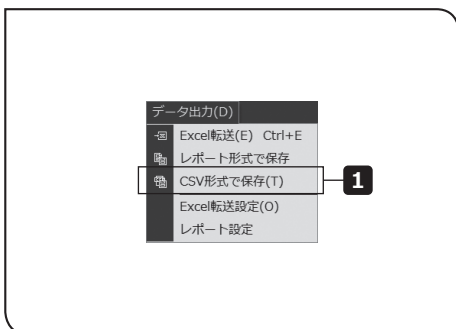 データ出力(D)
Excel転送(E) Ctrl+E
レポート形式で保存
CSV形式で保存(T)
1
Excel転送設定(O)
レポート設定